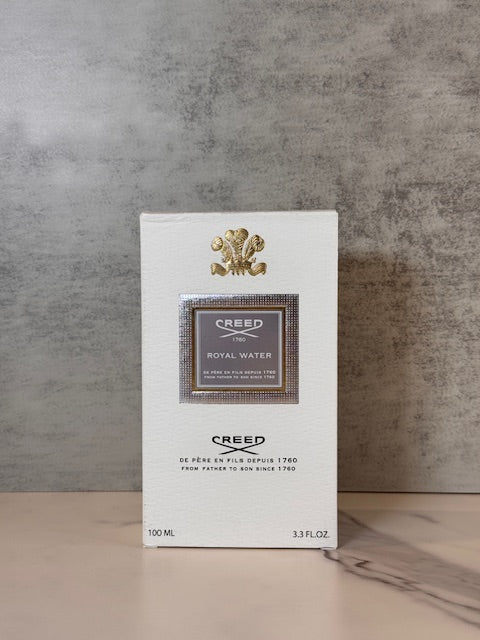 CREED
1760
ROYAL WATER
DE PÈRE EN FILS DEPUIS 1760
FROM FATHER TO SON SINCE 1760
CREED
DE PÈRE EN FILS DEPUIS 1760
FROM FATHER TO SON SINCE 1760
100 ML 3.3 FL.OZ.